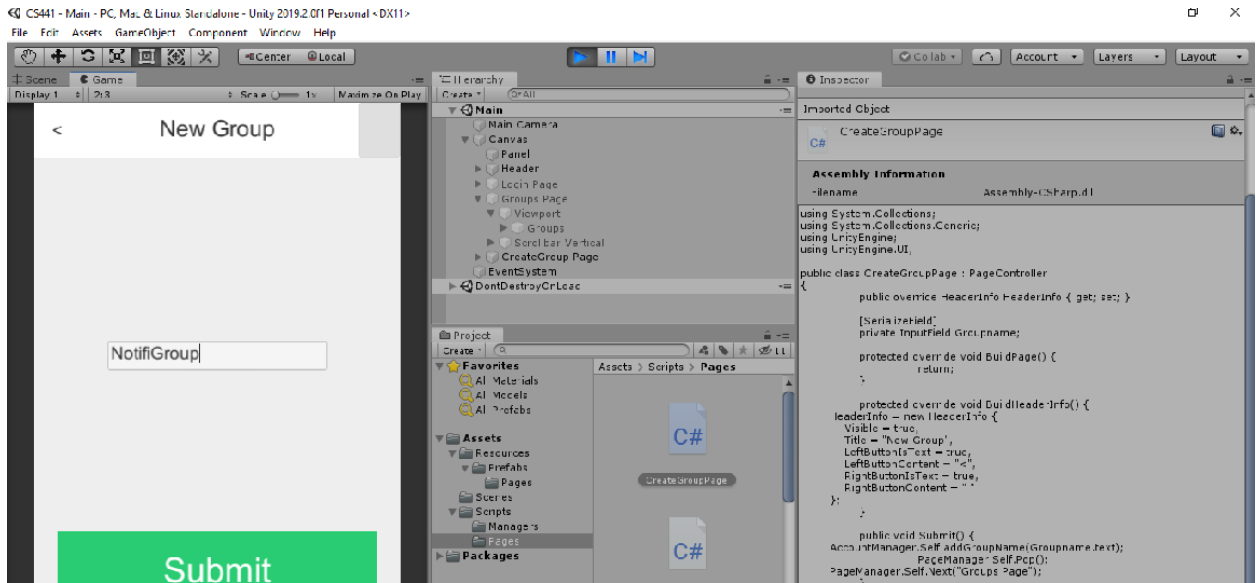 CS441 - Main - PC, Mac & Linux Standalone - Unity 2019.2.0f1 Personal <DX11>
File Edit Assets GameObject Component Window Help
Center Local
Collab Account Layers Layout
Scene Game
Display 1 2:3 Scale 1x Maximize On Play
< New Group
NotifiGroup
Submit
Hierarchy
Create All
Main
Main Camera
Canvas
Panel
Header
Login Page
Groups Page
Viewport
Groups
Scrollbar Vertical
CreateGroup Page
EventSystem
DontDestroyOnLoad
Project
Create 11
Favorites
All Materials
All Models
All Prefabs
Assets
Resources
Prefabs
Pages
Scenes
Scripts
Managers
Pages
Packages
Assets > Scripts > Pages
C#
CreateGroupPage
C#
Inspector
Imported Object
C# CreateGroupPage
Assembly Information
Filename Assembly-CSharp.dll
using System.Collections;
using System.Collections.Generic;
using UnityEngine;
using UnityEngine.UI;
public class CreateGroupPage : PageController
{
public override HeaderInfo HeaderInfo { get; set; }
[SerializeField]
private InputField Groupname;
protected override void BuildPage() {
return;
}
protected override void BuildHeaderInfo() {
HeaderInfo = new HeaderInfo {
Visible = true,
Title = "New Group",
LeftButtonIsText = true,
LeftButtonContent = "<",
RightButtonIsText = true,
RightButtonContent = " "
};
}
public void Submit() {
AccountManager.Self.addGroupName(Groupname.text);
PageManager.Self.Pop();
PageManager.Self.Next("Groups Page");